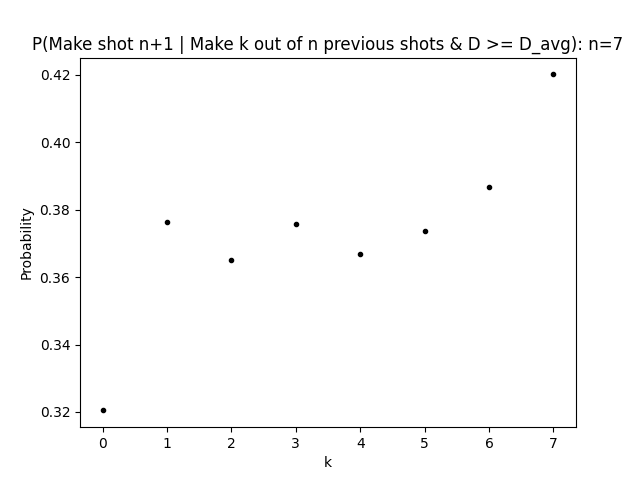 P(Make shot n+1 | Make k out of n previous shots & D >= D_avg): n=7
Probability
0.42
0.40
0.38
0.36
0.34
0.32
0 1 2 3 4 5 6 7
k